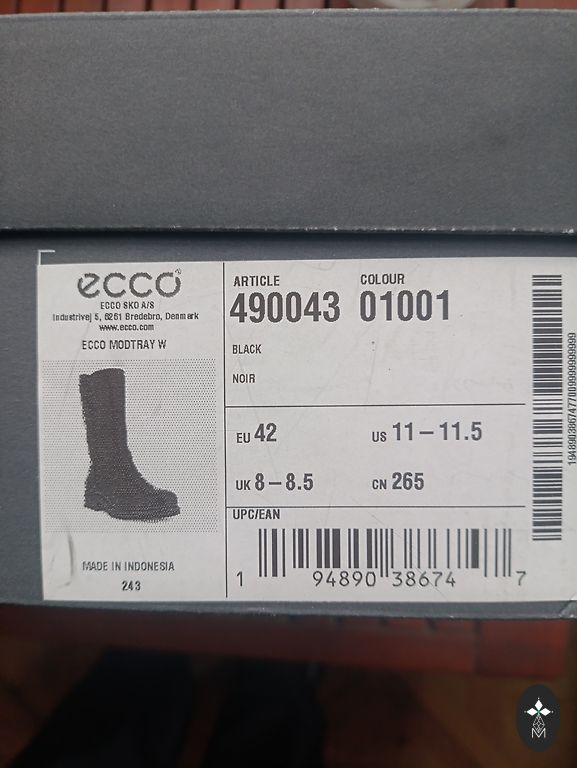 ecco®
ECCO SKO A/S
Industrivej 5, 6261 Bredebro, Denmark
www.ecco.com
ECCO MODTRAY W
MADE IN INDONESIA
243
ARTICLE COLOUR
490043 01001
BLACK
NOIR
EU 42 US 11-11.5
UK 8-8.5 CN 265
UPC/EAN
1 94890 38674 7
M